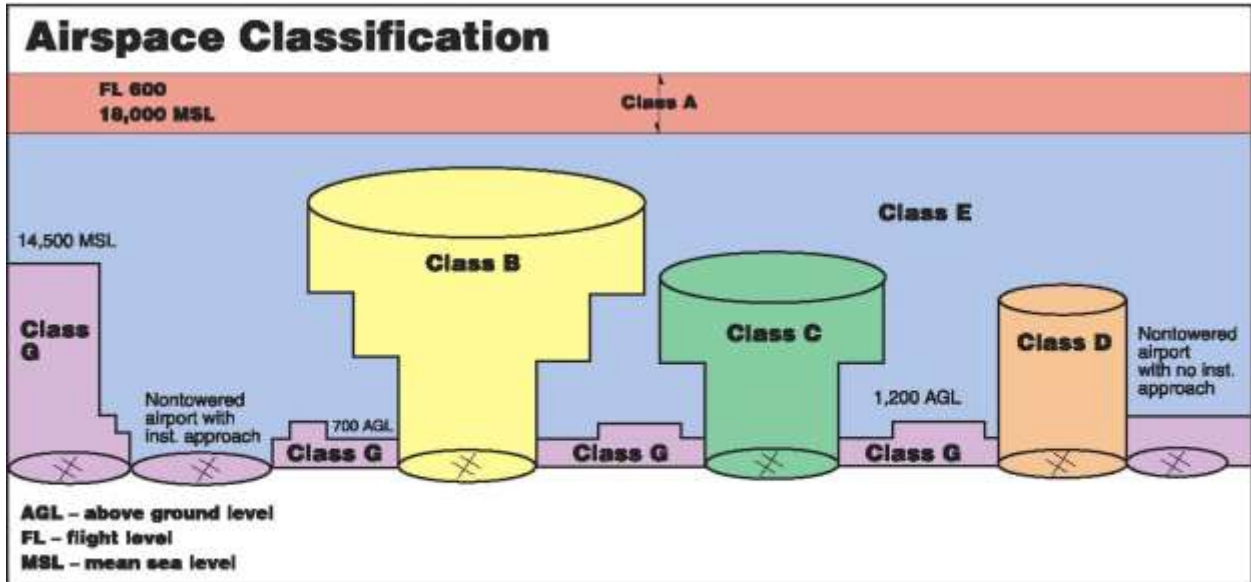 Airspace Classification
FL 600
18,000 MSL
Class A
Class E
14,500 MSL
Class B
Class
G
Class C
Class D
Nontowered
airport
with no inst.
approach
Nontowered
airport with
inst. approach
700 AGL
1,200 AGL
Class G
Class G
Class G
AGL – above ground level
FL – flight level
MSL – mean sea level